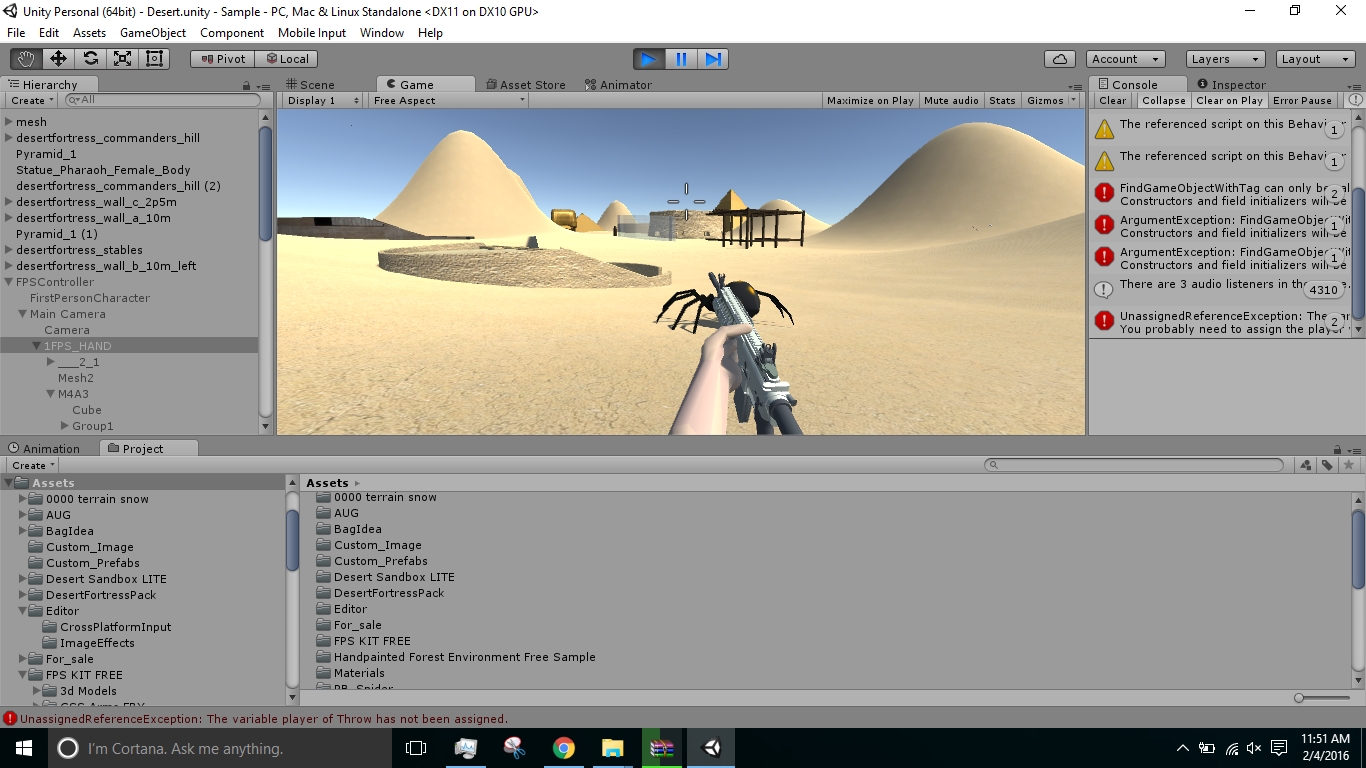 Unity Personal (64bit) - Desert.unity - Sample - PC, Mac & Linux Standalone <DX11 on DX10 GPU>
File Edit Assets GameObject Component Mobile Input Window Help
Pivot Local Account Layers Layout
Hierarchy
Create All
mesh
desertfortress_commanders_hill
Pyramid_1
Statue_Pharaoh_Female_Body
desertfortress_commanders_hill (2)
desertfortress_wall_c_2p5m
desertfortress_wall_a_10m
Pyramid_1 (1)
desertfortress_stables
desertfortress_wall_b_10m_left
FPSController
FirstPersonCharacter
Main Camera
Camera
1FPS_HAND
___2_1
Mesh2
M4A3
Cube
Group1
Scene Game Asset Store Animator
Display 1 Free Aspect Maximize on Play Mute audio Stats Gizmos
Console Inspector
Clear Collapse Clear on Play Error Pause
The referenced script on this Behavio 1
The referenced script on this Behavio 1
FindGameObjectWithTag can only be 2
Constructors and field initializers will be
ArgumentException: FindGameObjectWit 1
Constructors and field initializers will be
ArgumentException: FindGameObjectWit 1
Constructors and field initializers will be
There are 3 audio listeners in the 4310
UnassignedReferenceException: The 2
You probably need to assign the player
Animation Project
Create
Assets
0000 terrain snow
AUG
BagIdea
Custom_Image
Custom_Prefabs
Desert Sandbox LITE
DesertFortressPack
Editor
CrossPlatformInput
ImageEffects
For_sale
FPS KIT FREE
3d Models
Assets
0000 terrain snow
AUG
BagIdea
Custom_Image
Custom_Prefabs
Desert Sandbox LITE
DesertFortressPack
Editor
For_sale
FPS KIT FREE
Handpainted Forest Environment Free Sample
Materials
UnassignedReferenceException: The variable player of Throw has not been assigned.
I'm Cortana. Ask me anything.
11:51 AM
2/4/2016